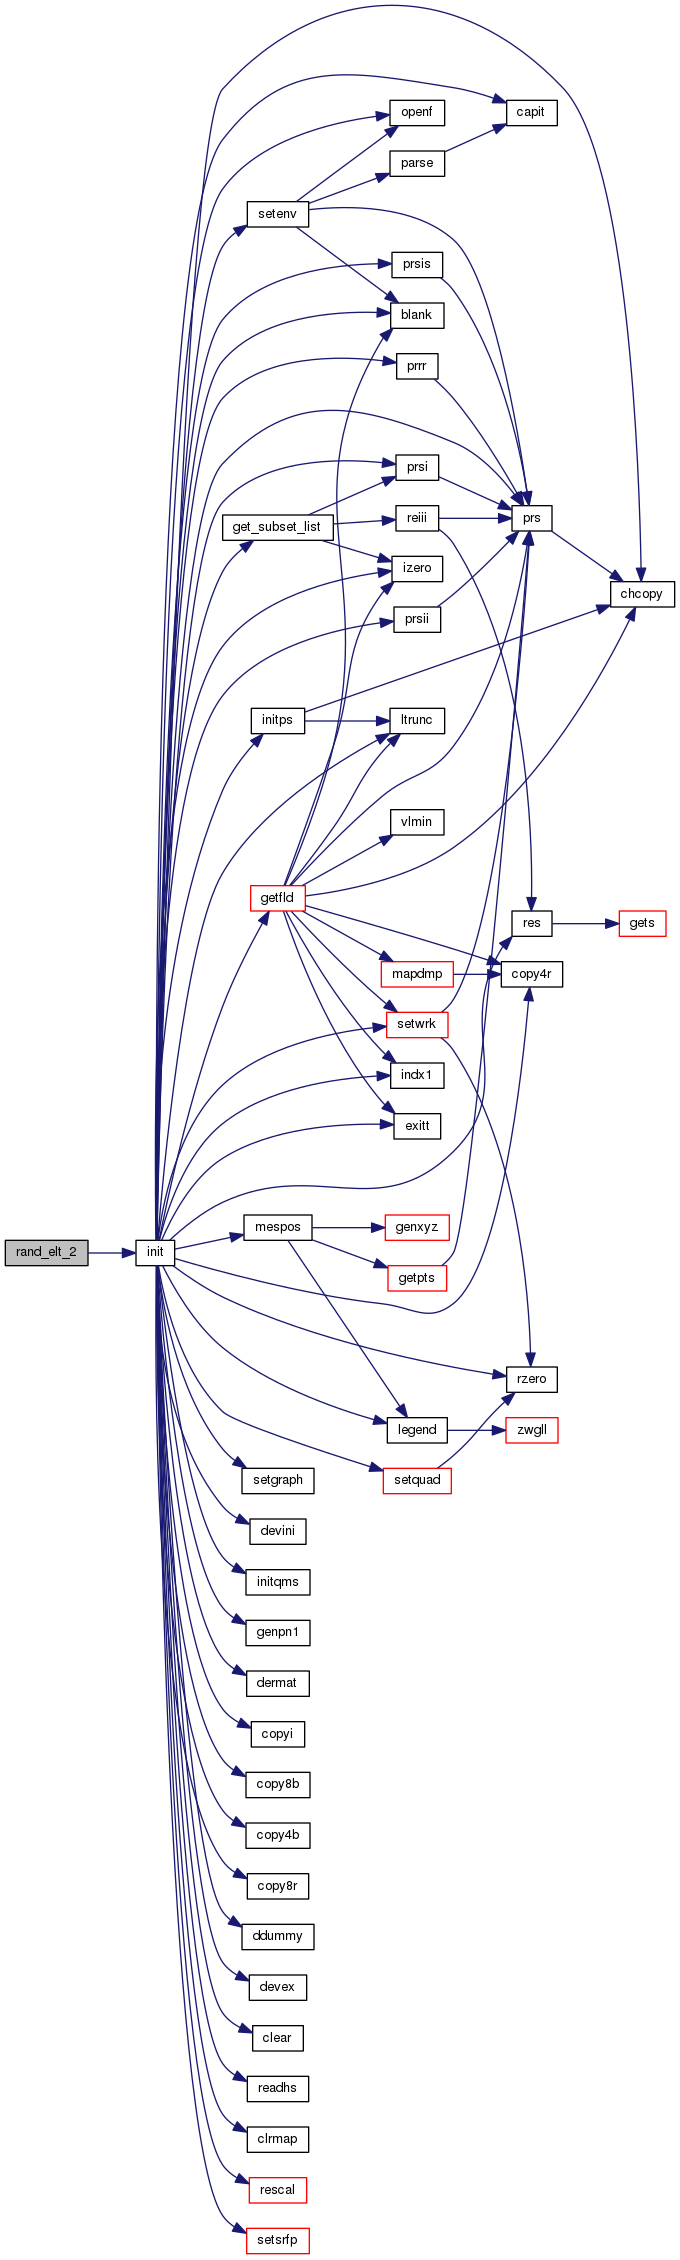 openf
capit
parse
setenv
prsis
blank
prrr
prsi
prs
reiii
get_subset_list
izero
chcopy
prsii
initps
ltrunc
vlmin
getfld
res
gets
mapdmp
copy4r
setwrk
indx1
exitt
mespos
genxyz
rand_elt_2
init
getpts
rzero
legend
zwgll
setgraph
setquad
devini
initqms
genpn1
dermat
copyi
copy8b
copy4b
copy8r
ddummy
devex
clear
readhs
clrmap
rescal
setsrfp